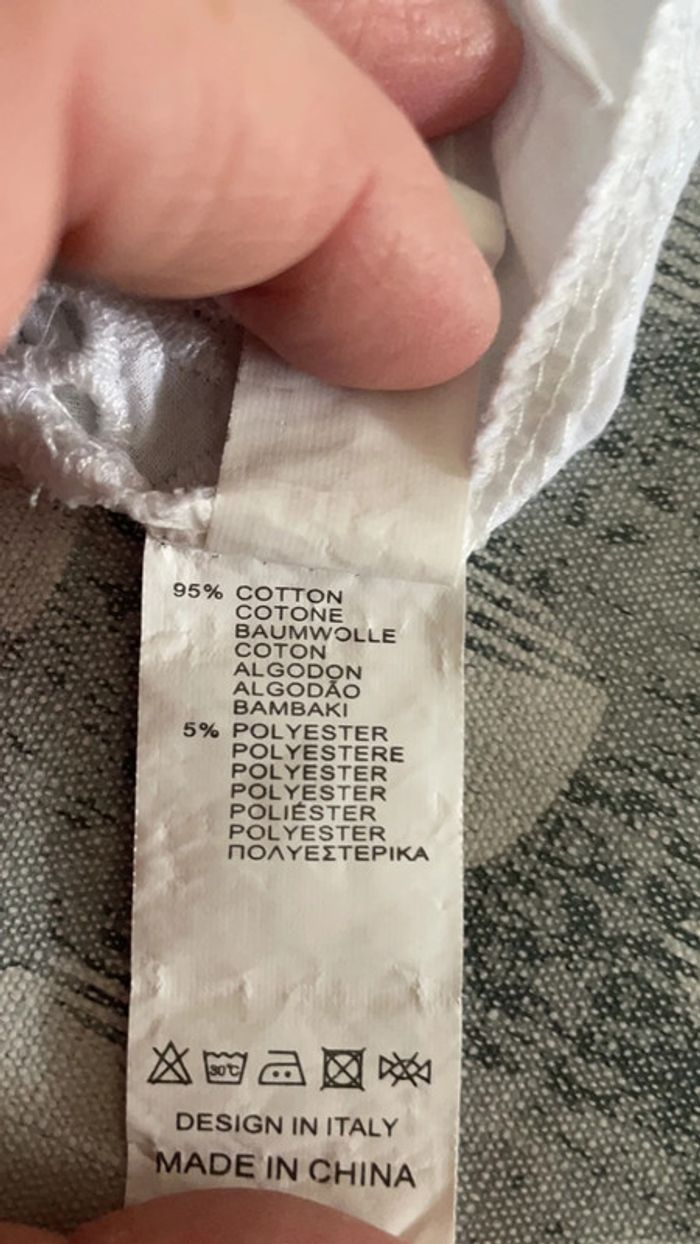 95% COTTON
COTONE
BAUMWOLLE
COTON
ALGODON
ALGODÃO
BAMBAKI
5% POLYESTER
POLYESTERE
POLYESTER
POLYESTER
POLIÉSTER
POLYESTER
ΠΟΛΥΕΣΤΕΡΙΚΑ
30°C
DESIGN IN ITALY
MADE IN CHINA